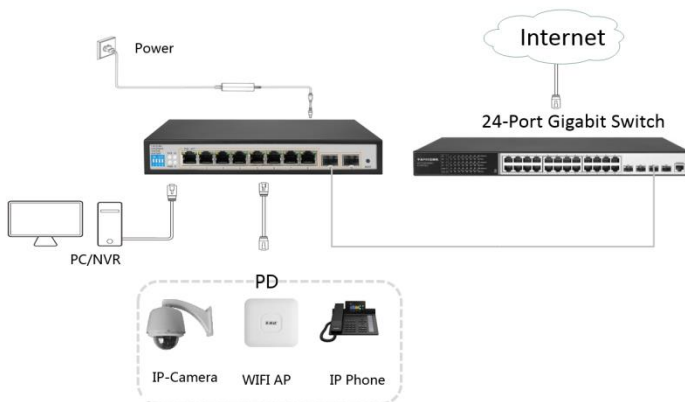 Power
Internet
24-Port Gigabit Switch
PC/NVR
PD
IP-Camera
WIFI AP
IP Phone